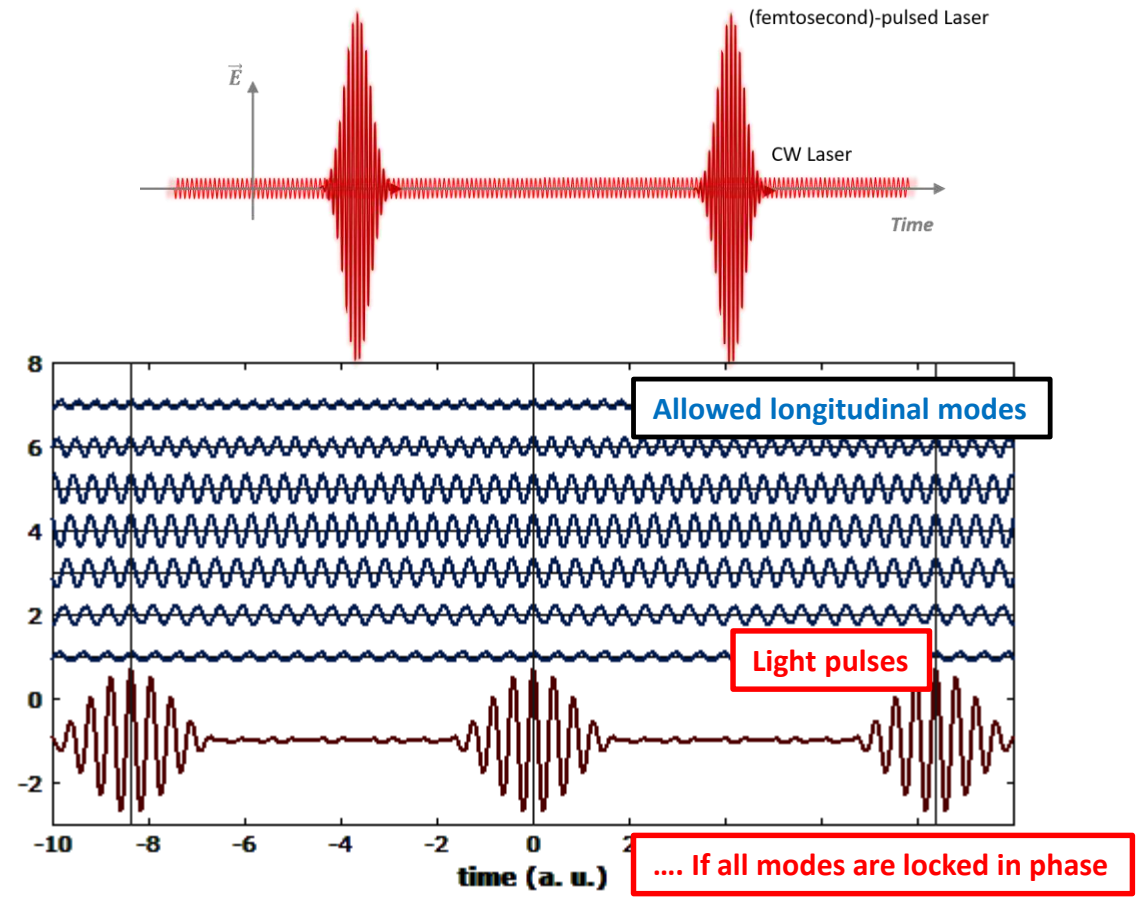 (femtosecond)-pulsed Laser
E
CW Laser
Time
8
Allowed longitudinal modes
6
4
2
Light pulses
0
-2
-10 -8 -6 -4 -2 0 2
time (a. u.)
.... If all modes are locked in phase